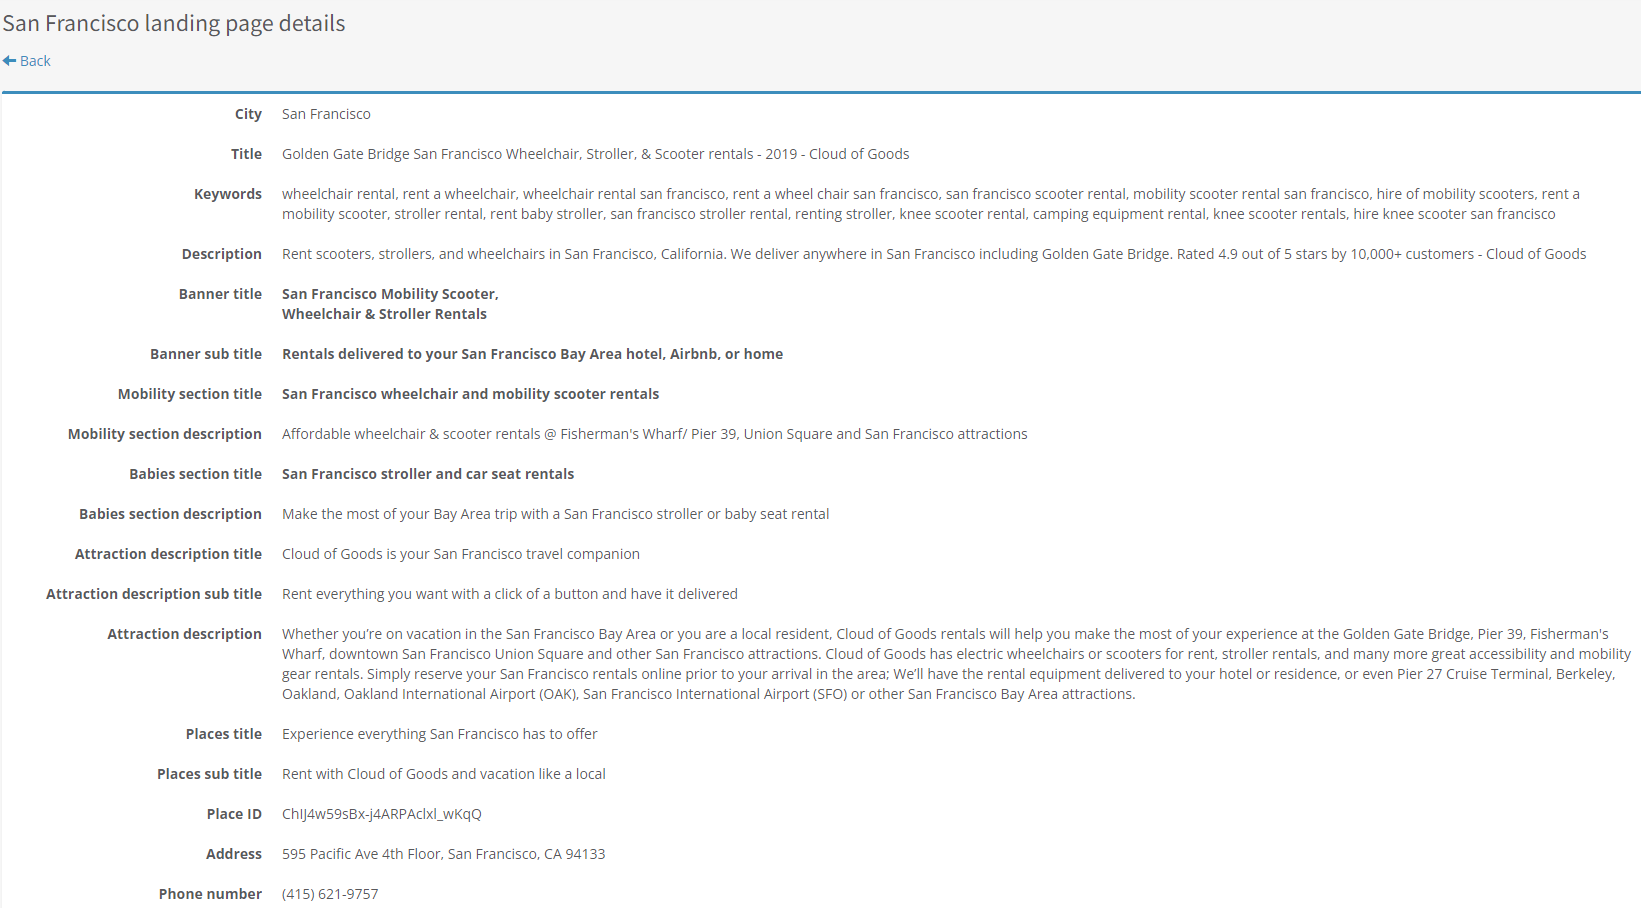 San Francisco landing page details
Back
City San Francisco
Title Golden Gate Bridge San Francisco Wheelchair, Stroller, & Scooter rentals - 2019 - Cloud of Goods
Keywords wheelchair rental, rent a wheelchair, wheelchair rental san francisco, rent a wheel chair san francisco, san francisco scooter rental, mobility scooter rental san francisco, hire of mobility scooters, rent a
mobility scooter, stroller rental, rent baby stroller, san francisco stroller rental, renting stroller, knee scooter rental, camping equipment rental, knee scooter rentals, hire knee scooter san francisco
Description Rent scooters, strollers, and wheelchairs in San Francisco, California. We deliver anywhere in San Francisco including Golden Gate Bridge. Rated 4.9 out of 5 stars by 10,000+ customers - Cloud of Goods
Banner title San Francisco Mobility Scooter,
Wheelchair & Stroller Rentals
Banner sub title Rentals delivered to your San Francisco Bay Area hotel, Airbnb, or home
Mobility section title San Francisco wheelchair and mobility scooter rentals
Mobility section description Affordable wheelchair & scooter rentals @ Fisherman's Wharf/ Pier 39, Union Square and San Francisco attractions
Babies section title San Francisco stroller and car seat rentals
Babies section description Make the most of your Bay Area trip with a San Francisco stroller or baby seat rental
Attraction description title Cloud of Goods is your San Francisco travel companion
Attraction description sub title Rent everything you want with a click of a button and have it delivered
Attraction description Whether you’re on vacation in the San Francisco Bay Area or you are a local resident, Cloud of Goods rentals will help you make the most of your experience at the Golden Gate Bridge, Pier 39, Fisherman's
Wharf, downtown San Francisco Union Square and other San Francisco attractions. Cloud of Goods has electric wheelchairs or scooters for rent, stroller rentals, and many more great accessibility and mobility
gear rentals. Simply reserve your San Francisco rentals online prior to your arrival in the area; We’ll have the rental equipment delivered to your hotel or residence, or even Pier 27 Cruise Terminal, Berkeley,
Oakland, Oakland International Airport (OAK), San Francisco International Airport (SFO) or other San Francisco Bay Area attractions.
Places title Experience everything San Francisco has to offer
Places sub title Rent with Cloud of Goods and vacation like a local
Place ID ChIJ4w59sBx-j4ARPAclxl_wKqQ
Address 595 Pacific Ave 4th Floor, San Francisco, CA 94133
Phone number (415) 621-9757